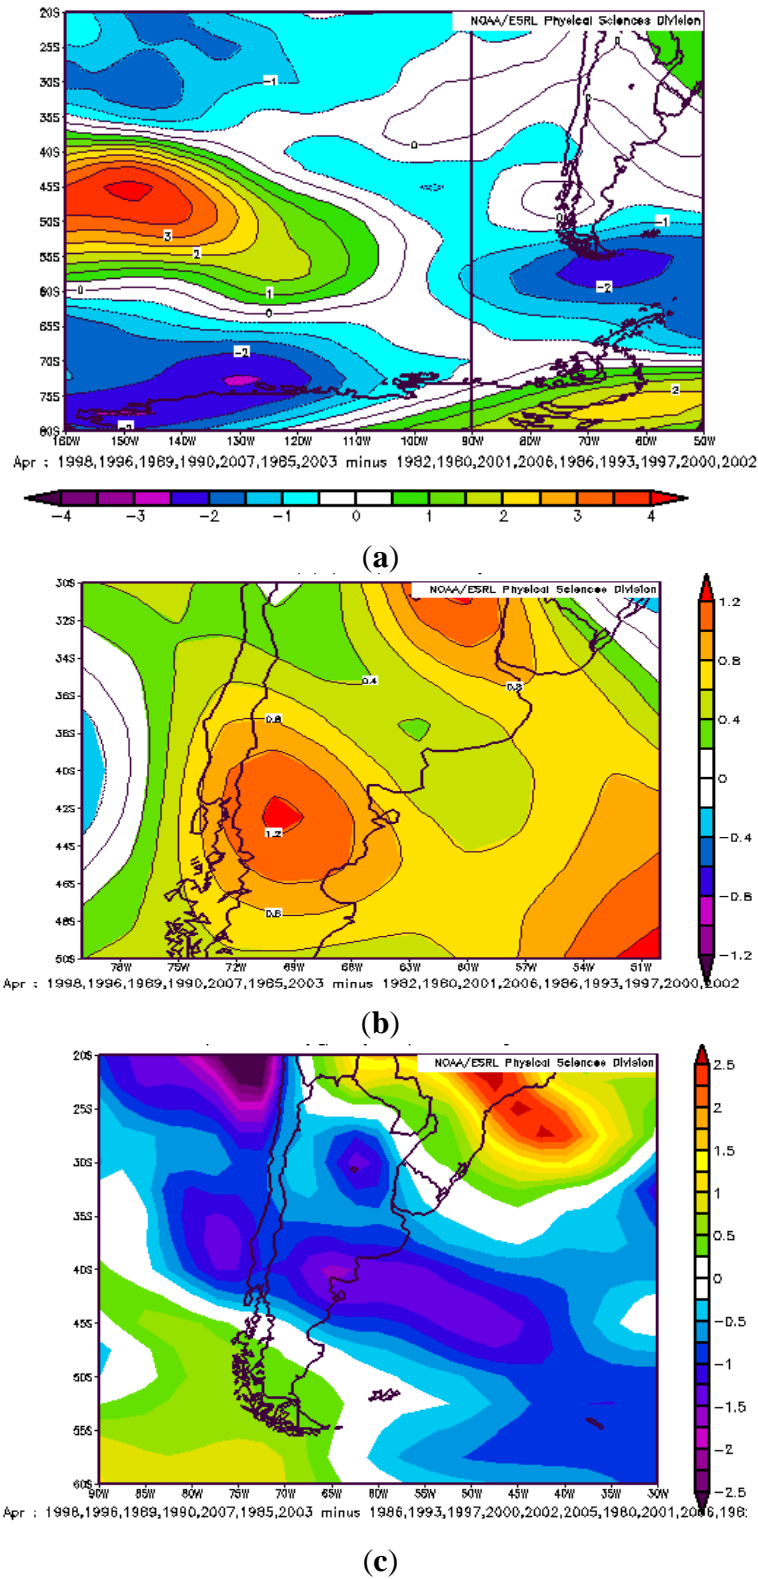 NOAA/ESRL Physical Sciences Division
20S
25S
30S
35S
40S
45S
50S
55S
60S
65S
70S
75S
80S
-1
0
0
0
0
-1
3
2
1
0
0
-2
-2
2
160W 150W 140W 130W 120W 110W 100W 90W 80W 70W 60W 50W
Apr : 1998,1996,1989,1990,2007,1985,2003 minus 1982,1980,2001,2006,1986,1993,1997,2000,2002
-4 -3 -2 -1 0 1 2 3 4
(a)
NOAA/ESRL Physical Sciences Division
30S
32S
34S
36S
38S
40S
42S
44S
46S
48S
50S
0.4
0.8
0.8
1.2
0.8
78W 75W 72W 69W 66W 63W 60W 57W 54W 51W
1.2
0.8
0.4
0
-0.4
-0.8
-1.2
Apr : 1998,1996,1989,1990,2007,1985,2003 minus 1982,1980,2001,2006,1986,1993,1997,2000,2002
(b)
NOAA/ESRL Physical Sciences Division
20S
25S
30S
35S
40S
45S
50S
55S
60S
90W 85W 80W 75W 70W 65W 60W 55W 50W 45W 40W 35W 30W
2.5
2
1.5
1
0.5
0
-0.5
-1
-1.5
-2
-2.5
Apr : 1998,1996,1989,1990,2007,1985,2003 minus 1986,1993,1997,2000,2002,2005,1980,2001,2006,198
(c)